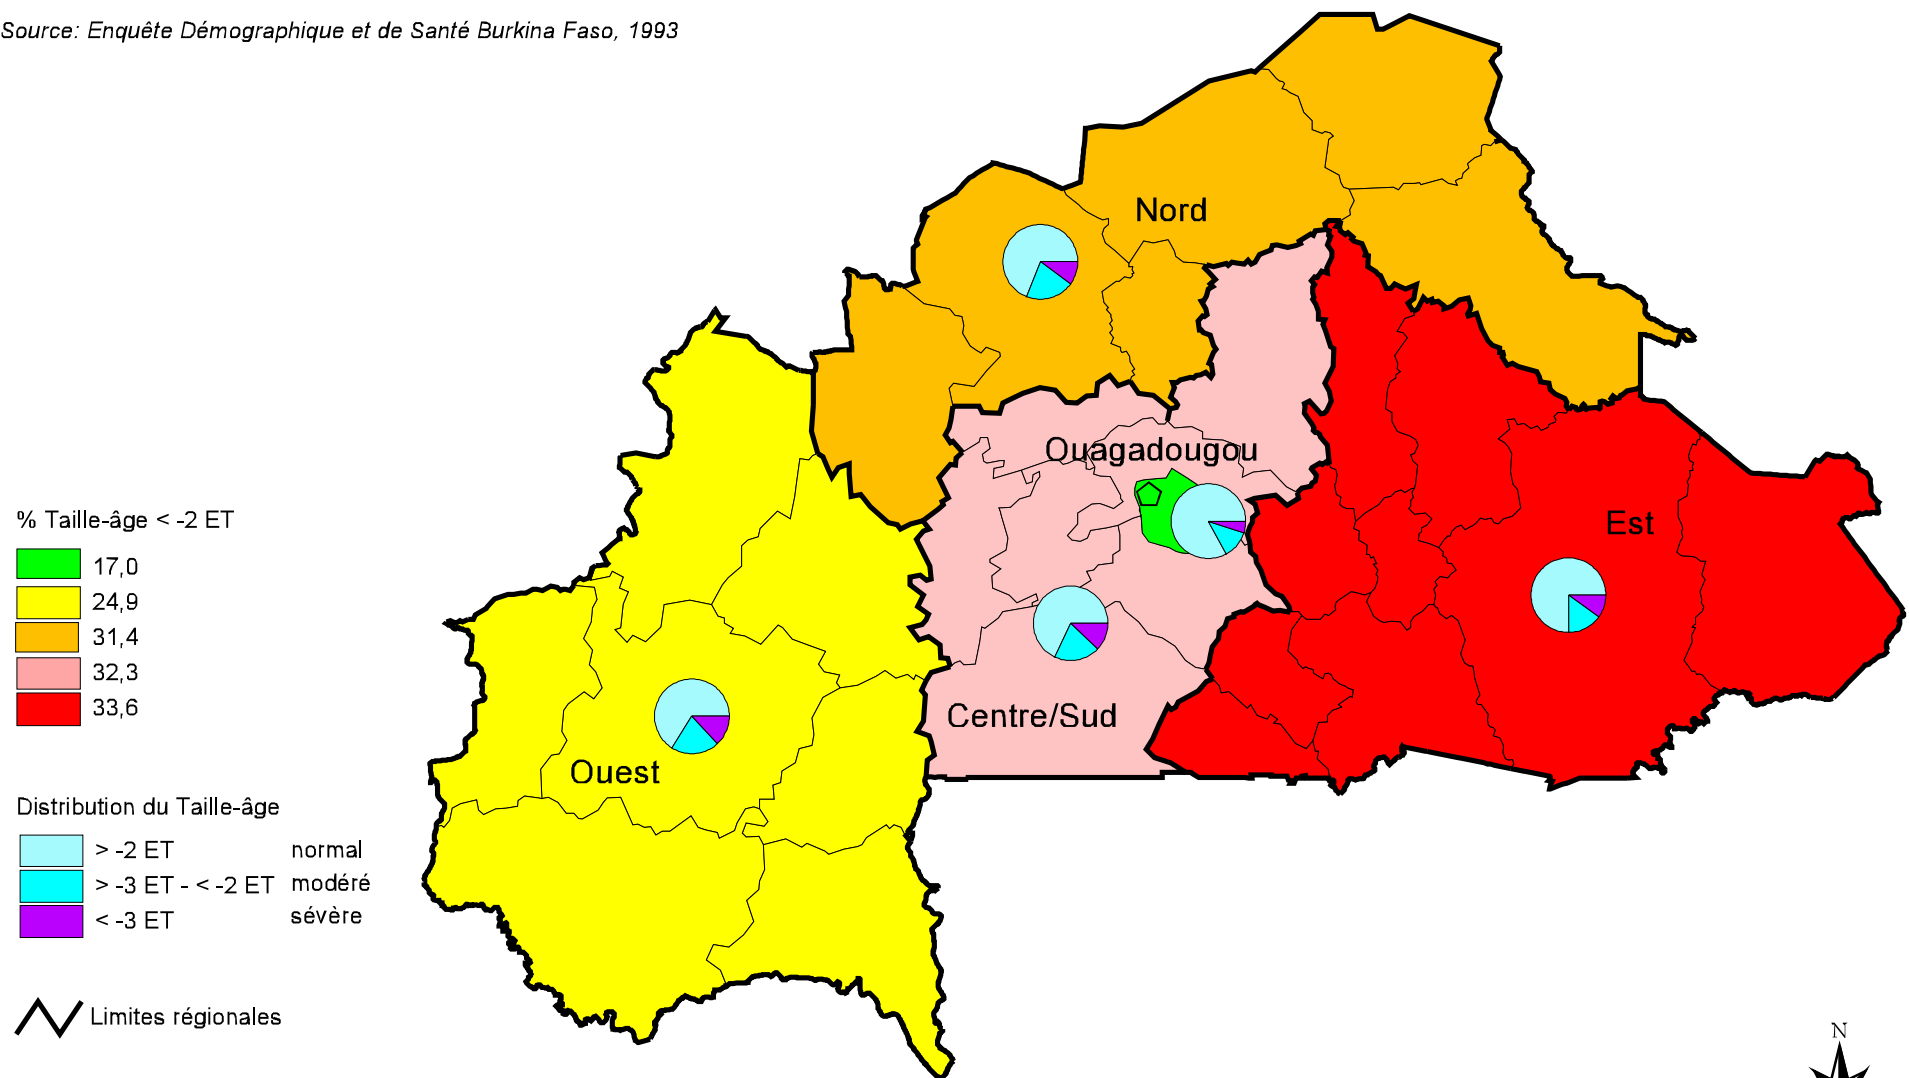 Source: Enquête Démographique et de Santé Burkina Faso, 1993
Nord
Ouagadougou
Est
Centre/Sud
Ouest
% Taille-âge < -2 ET
17,0
24,9
31,4
32,3
33,6
Distribution du Taille-âge
> -2 ET normal
> -3 ET - < -2 ET modéré
< -3 ET sévère
Limites régionales
N